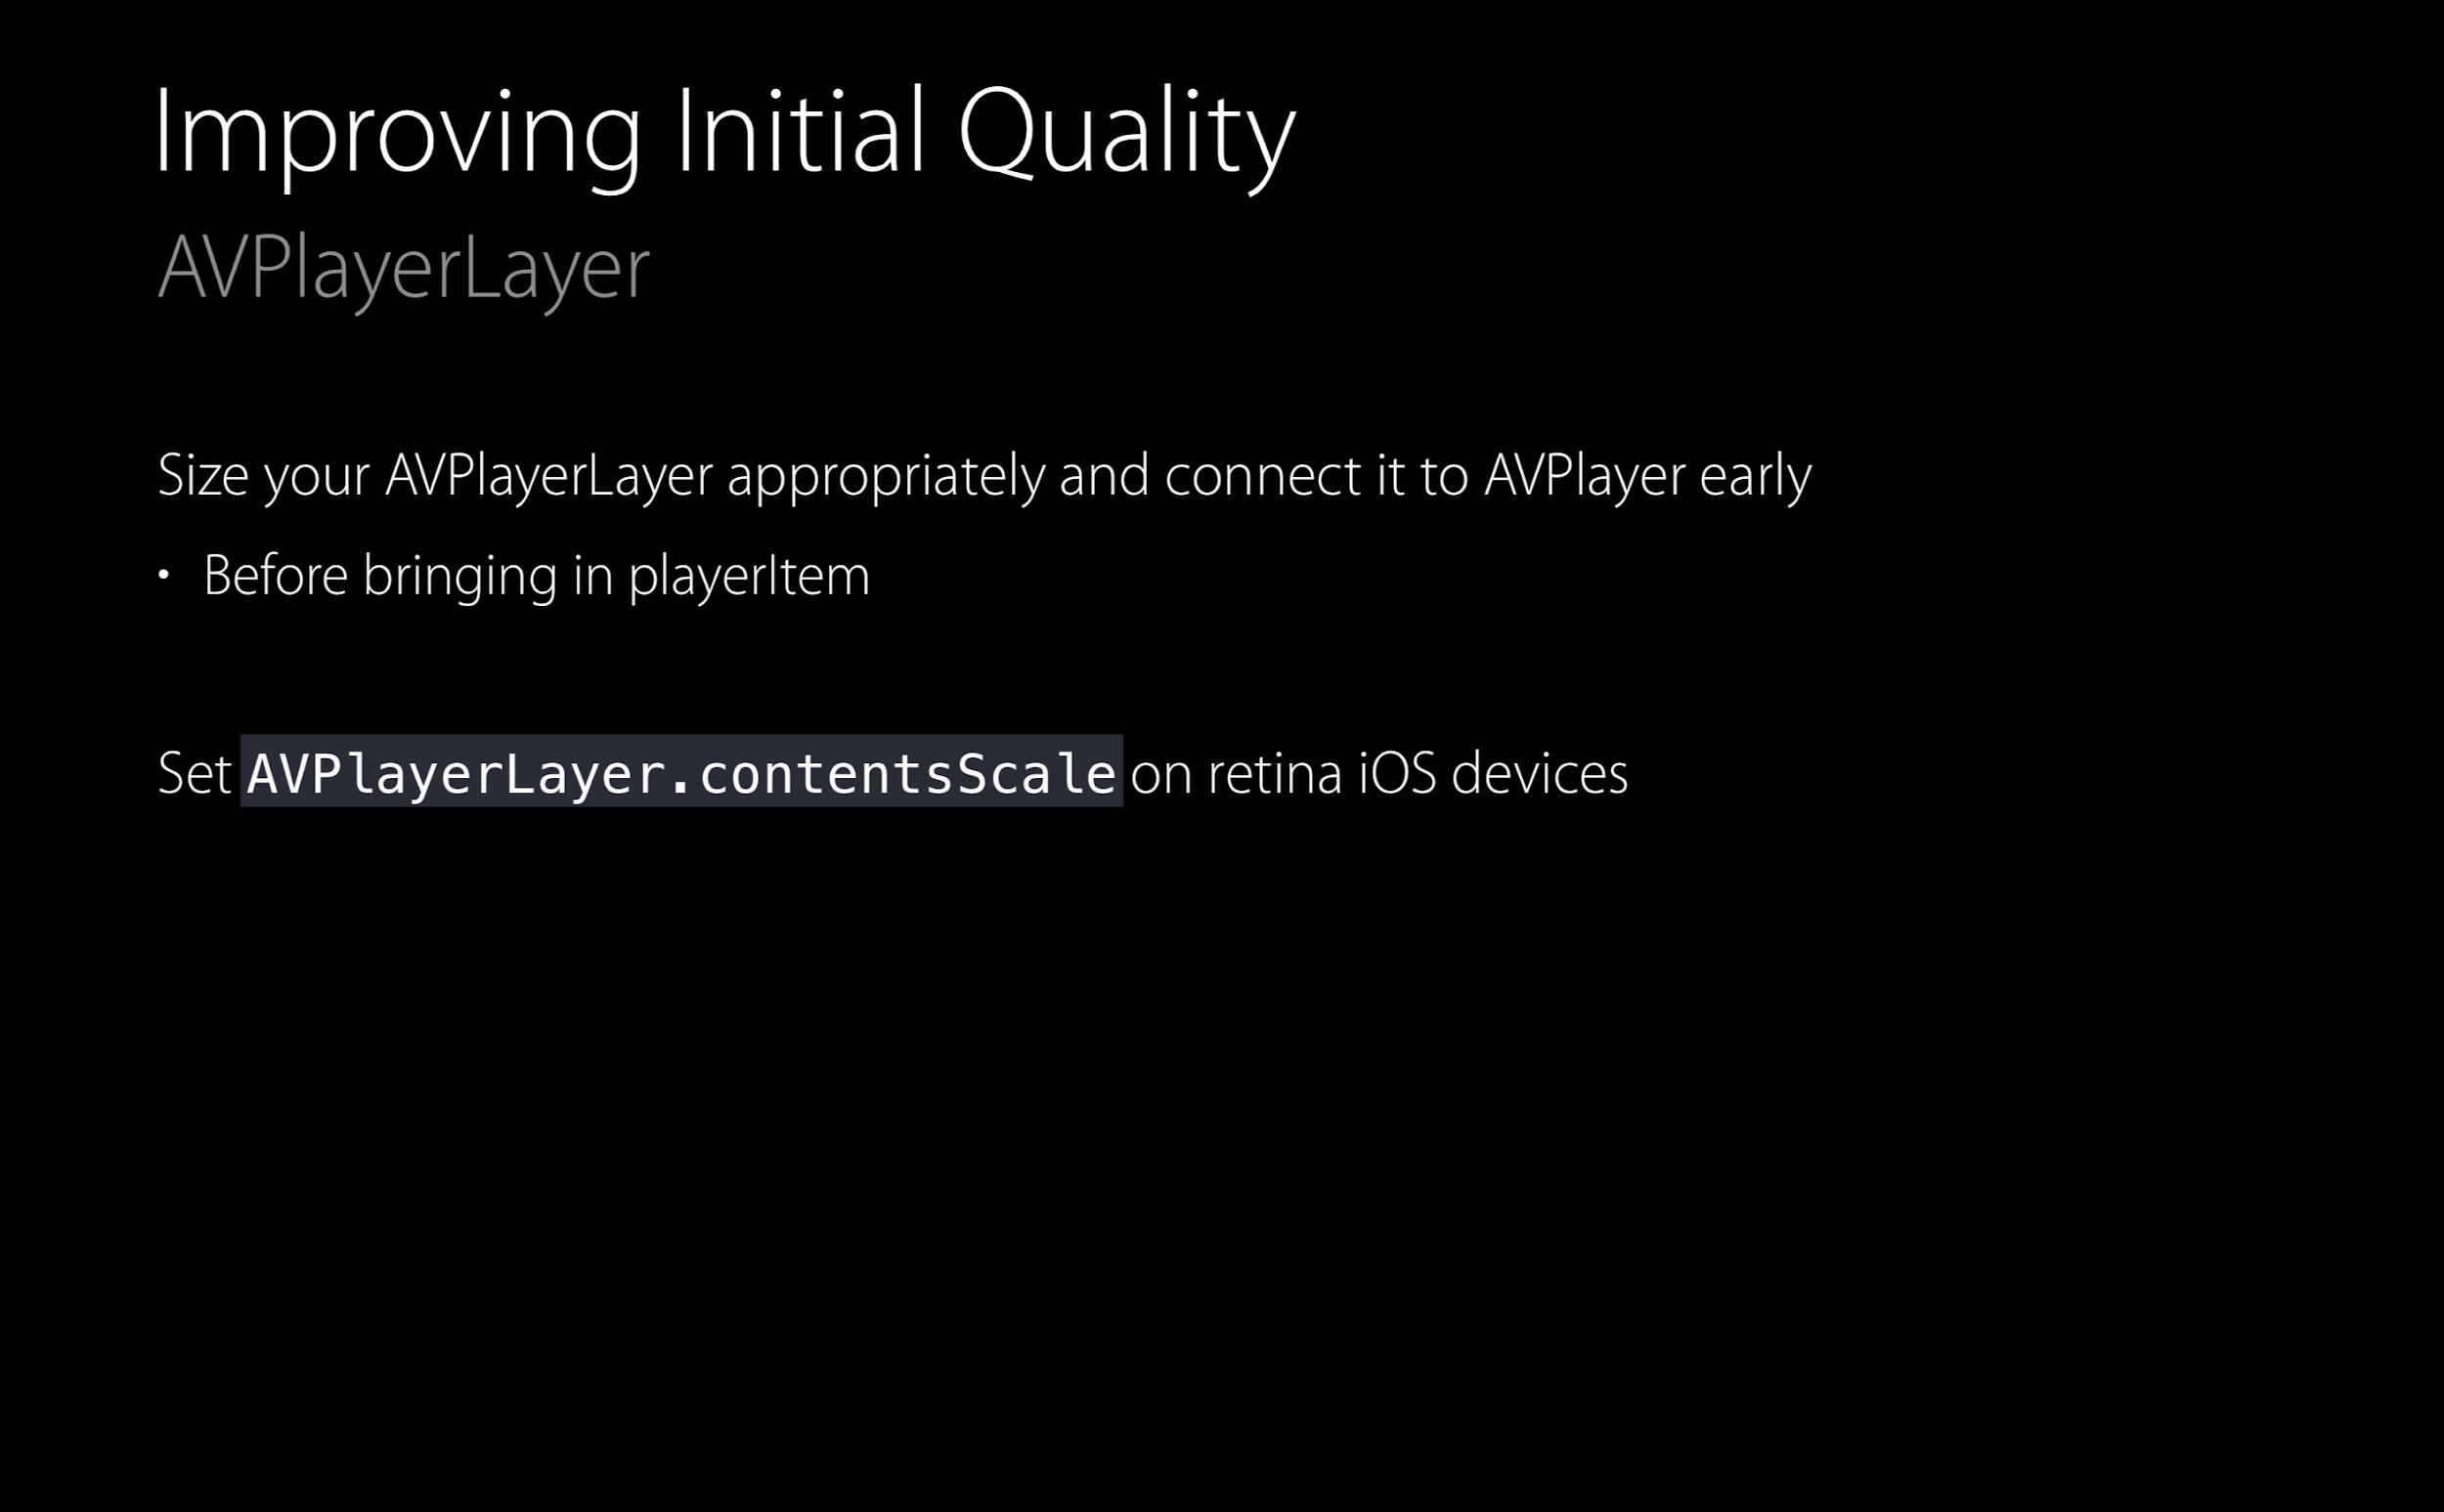 Improving Initial Quality
AVPlayerLayer
Size your AVPlayerLayer appropriately and connect it to AVPlayer early
• Before bringing in playerItem
Set AVPlayerLayer.contentsScale on retina iOS devices